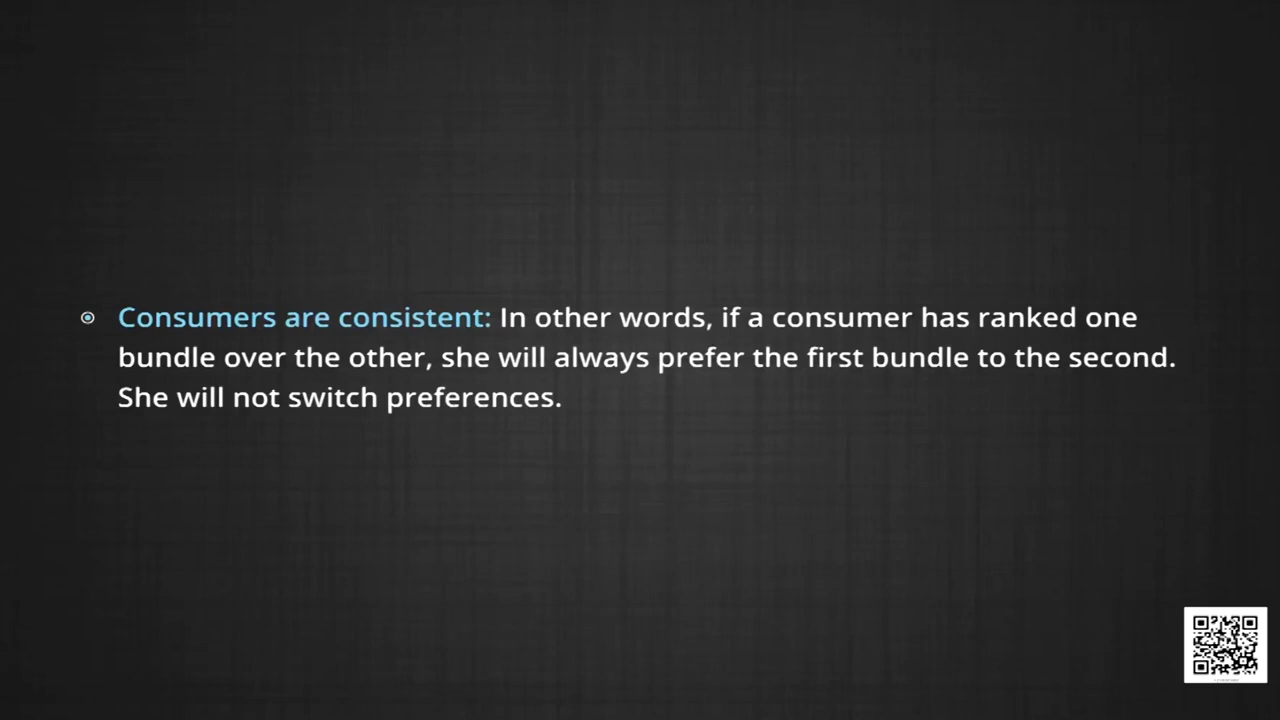 Consumers are consistent: In other words, if a consumer has ranked one
bundle over the other, she will always prefer the first bundle to the second.
She will not switch preferences.